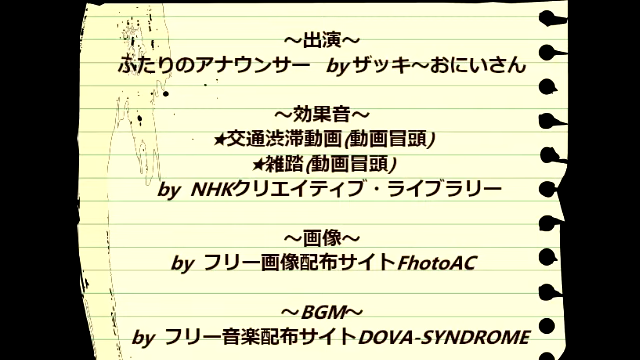 ～出演～
ふたりのアナウンサー byザッキ～おにいさん
～効果音～
★交通渋滞動画(動画冒頭)
★雑踏(動画冒頭)
by NHKクリエイティブ・ライブラリー
～画像～
by フリー画像配布サイトFhotoAC
～BGM～
by フリー音楽配布サイトDOVA-SYNDROME